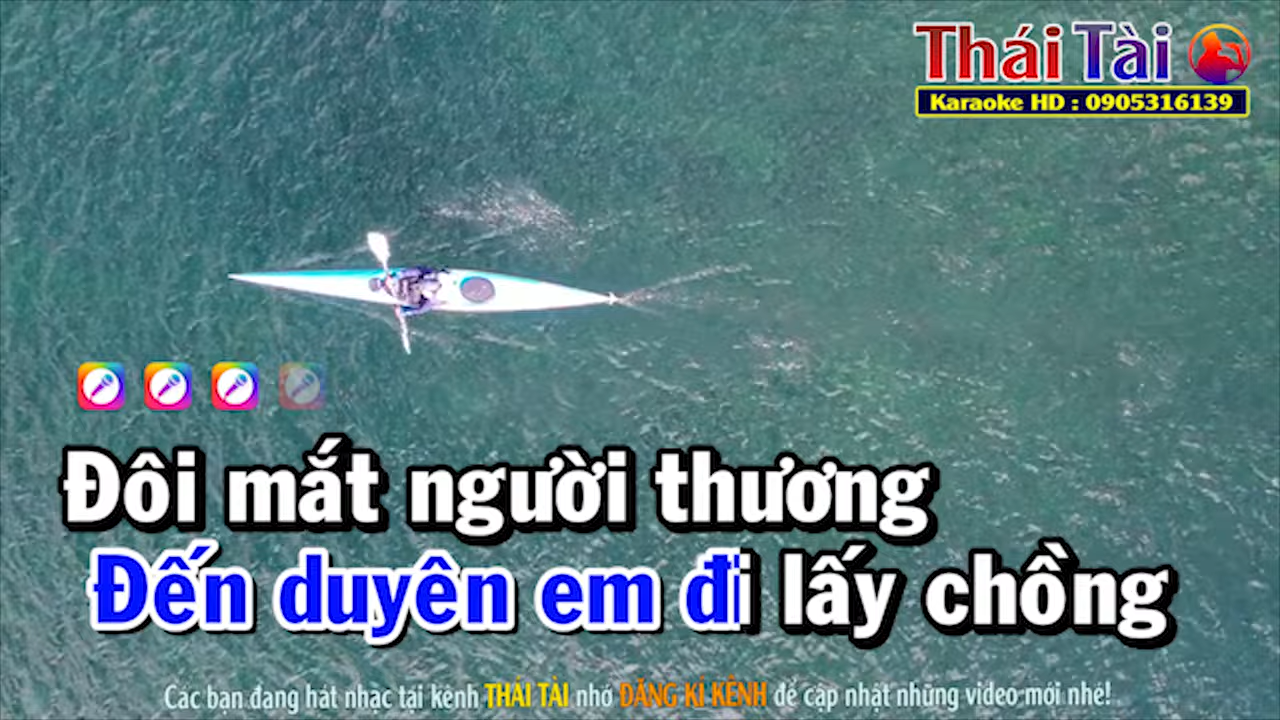 Thái Tài
Karaoke HD : 0905316139
Đôi mắt người thương
Đến duyên em đi lấy chồng
Các bạn đang hát nhạc tại kênh THÁI TÀI nhớ ĐĂNG KÍ KÊNH để cập nhật những video mới nhé!